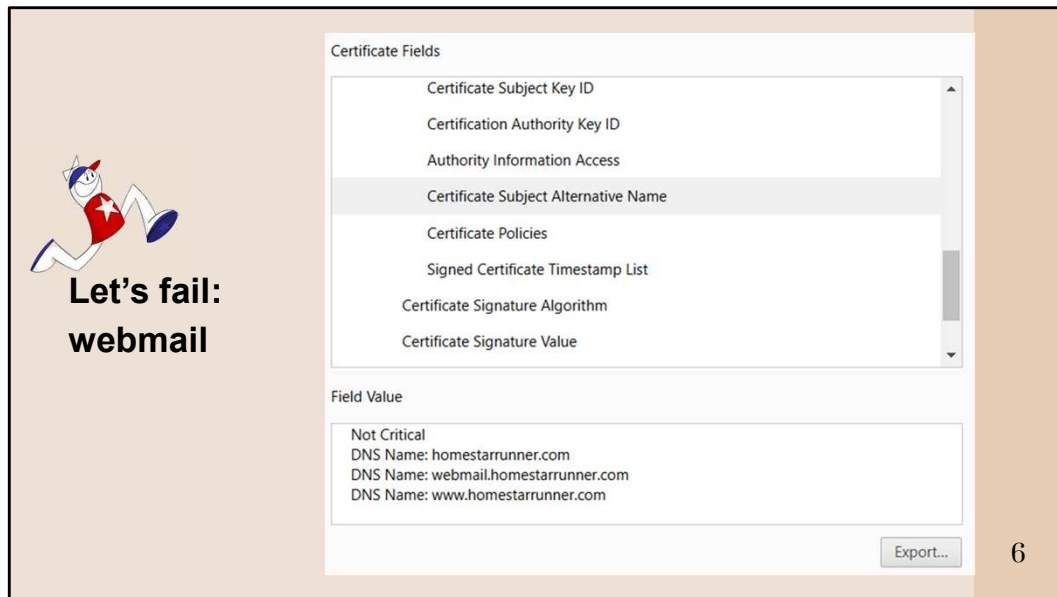 Let’s fail:
webmail
Certificate Fields
Certificate Subject Key ID
Certification Authority Key ID
Authority Information Access
Certificate Subject Alternative Name
Certificate Policies
Signed Certificate Timestamp List
Certificate Signature Algorithm
Certificate Signature Value
Field Value
Not Critical
DNS Name: homestarrunner.com
DNS Name: webmail.homestarrunner.com
DNS Name: www.homestarrunner.com
Export...
6